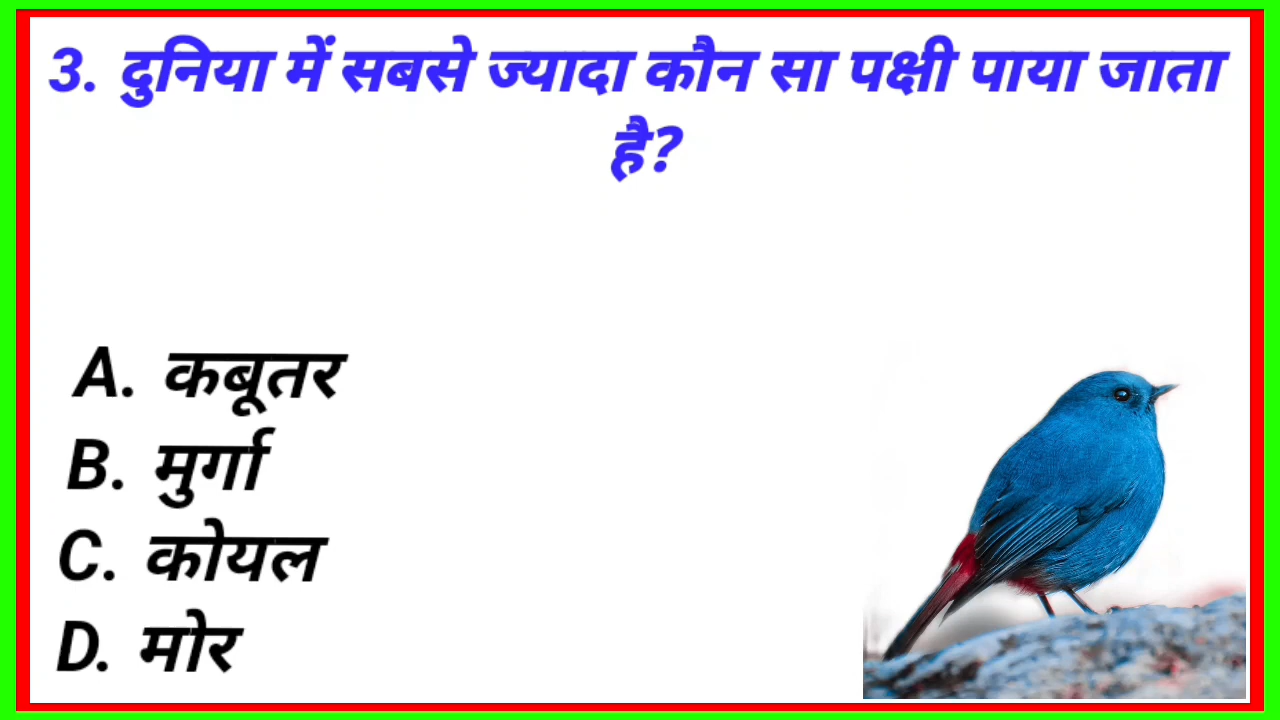 3. दुनिया में सबसे ज्यादा कौन सा पक्षी पाया जाता
है?
A. कबूतर
B. मुर्गा
C. कोयल
D. मोर